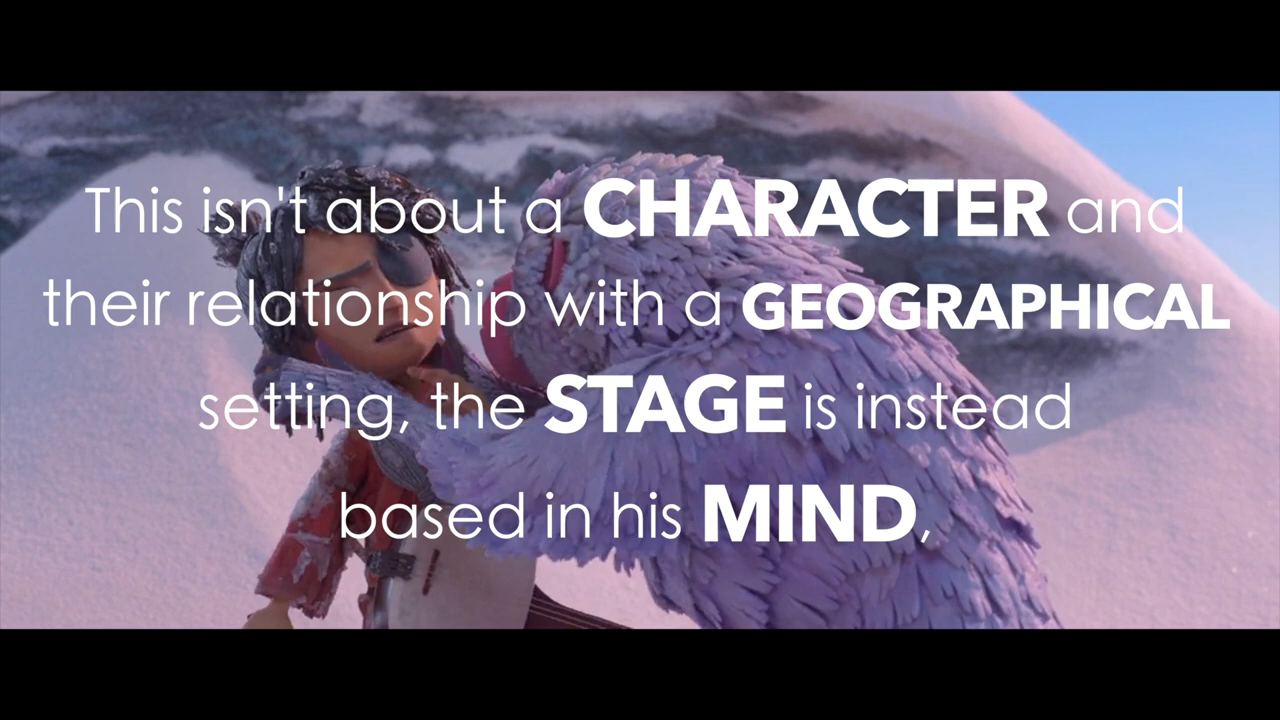 This isn't about a CHARACTER and
their relationship with a GEOGRAPHICAL
setting, the STAGE is instead
based in his MIND,